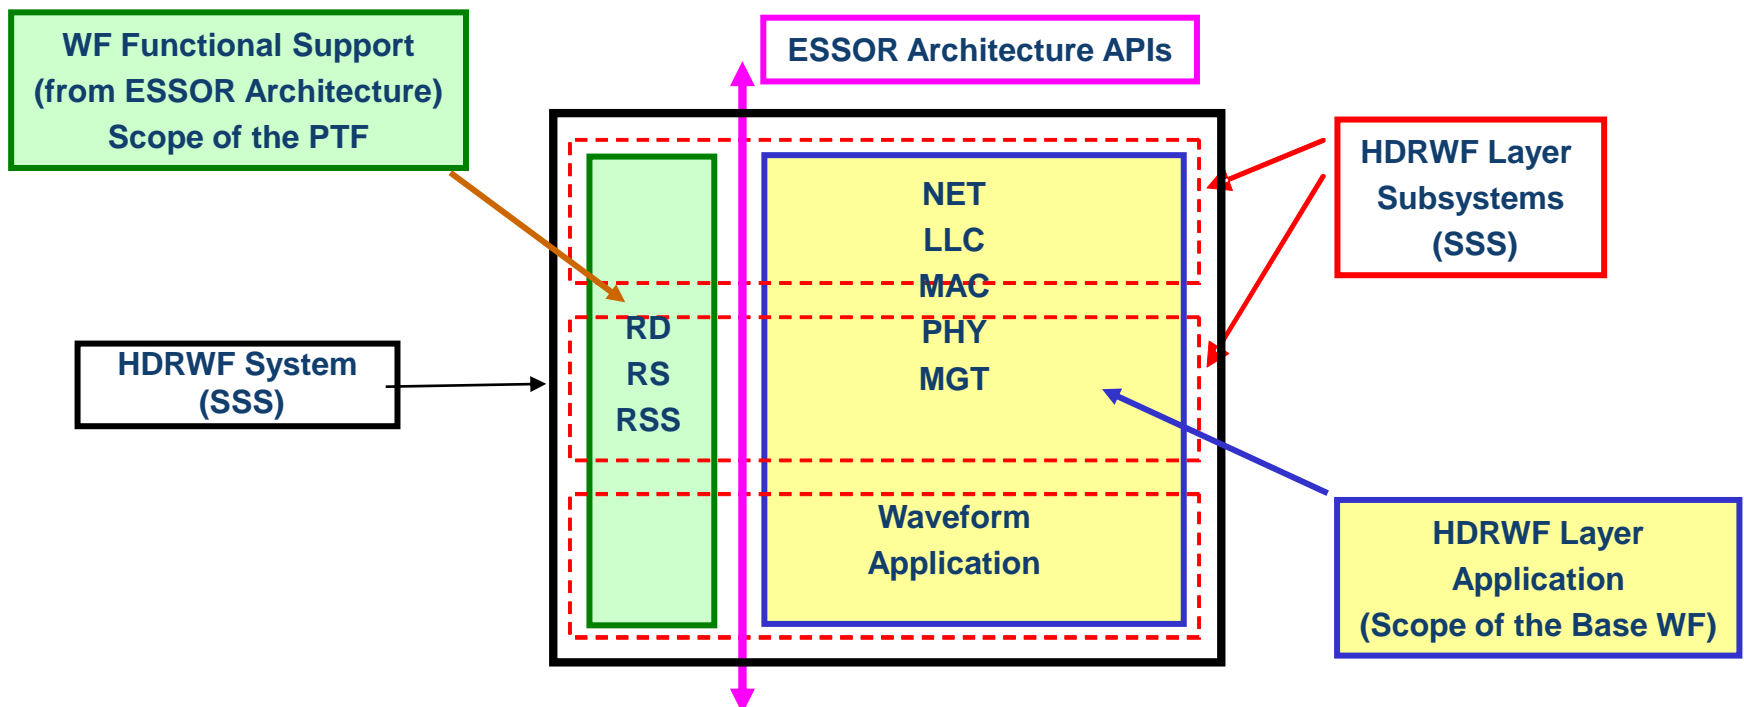 WF Functional Support
(from ESSOR Architecture)
Scope of the PTF
ESSOR Architecture APIs
HDRWF Layer
Subsystems
(SSS)
NET
LLC
MAC
PHY
MGT
RD
RS
RSS
HDRWF System
(SSS)
Waveform
Application
HDRWF Layer
Application
(Scope of the Base WF)